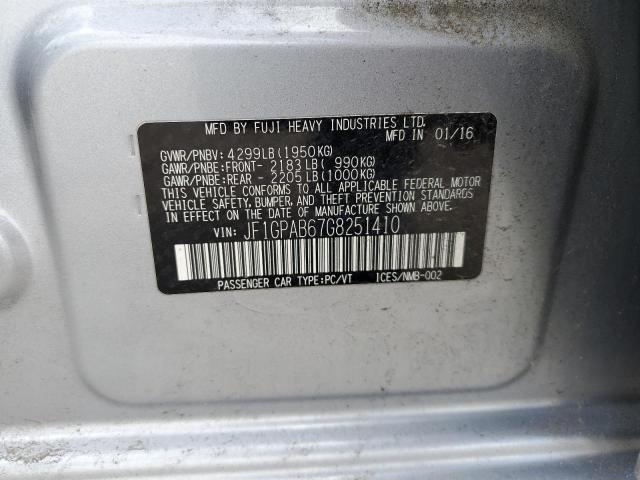 MFD BY FUJI HEAVY INDUSTRIES LTD.
MFD IN 01/16
GVWR/PNBV: 4299LB(1950KG)
GAWR/PNBE:FRONT- 2183LB( 990KG)
GAWR/PNBE:REAR - 2205LB(1000KG)
THIS VEHICLE CONFORMS TO ALL APPLICABLE FEDERAL MOTOR
VEHICLE SAFETY, BUMPER, AND THEFT PREVENTION STANDARDS
IN EFFECT ON THE DATE OF MANUFACTURE SHOWN ABOVE.
VIN: JF1GPAB67G8251410
PASSENGER CAR TYPE:PC/VT ICES/NMB-002